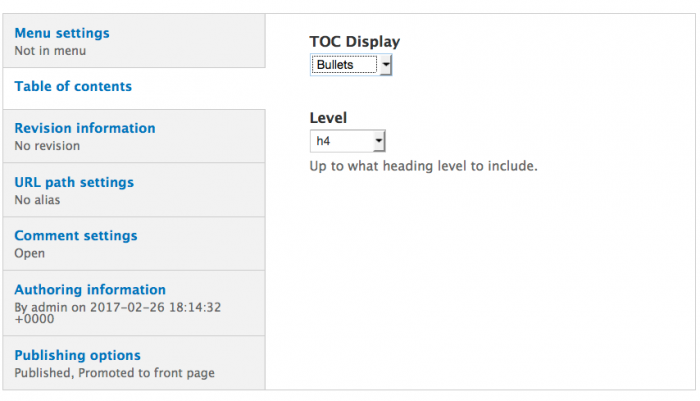 Menu settings
Not in menu
Table of contents
Revision information
No revision
URL path settings
No alias
Comment settings
Open
Authoring information
By admin on 2017-02-26 18:14:32
+0000
Publishing options
Published, Promoted to front page
TOC Display
Bullets
Level
h4
Up to what heading level to include.